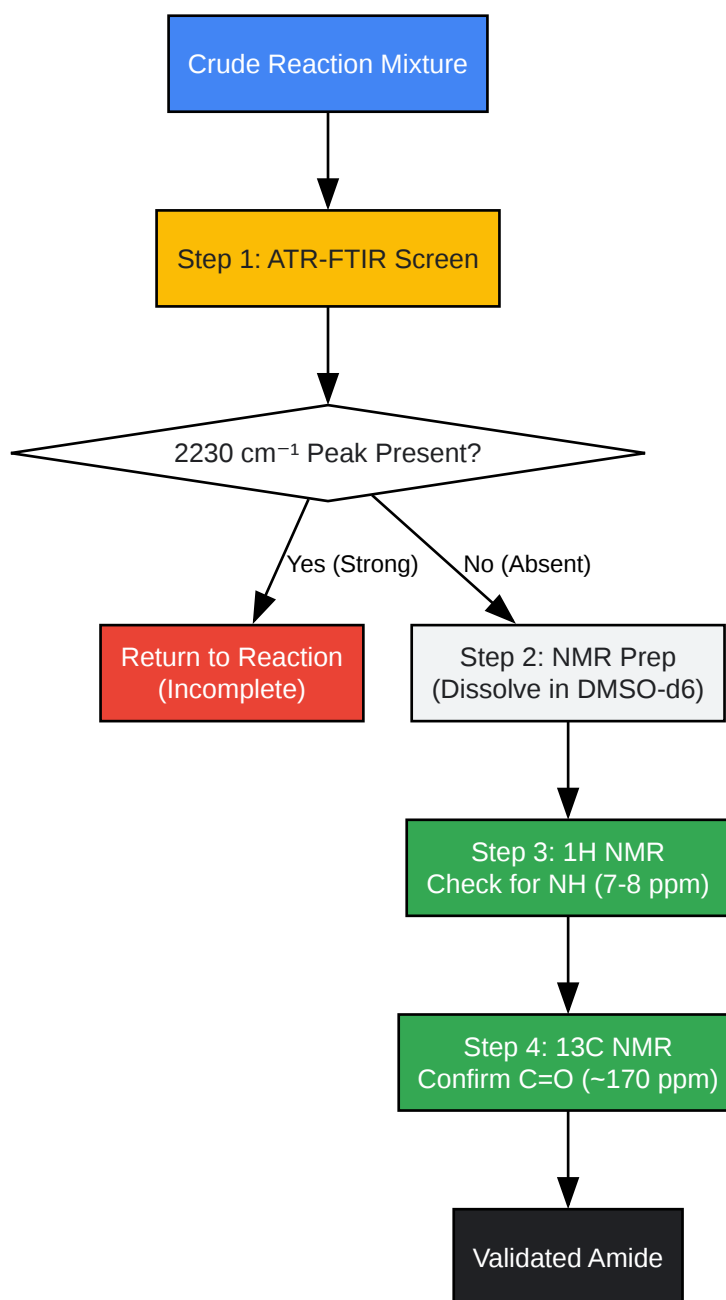 Crude Reaction Mixture
Step 1: ATR-FTIR Screen
2230 cm⁻¹ Peak Present?
Yes (Strong)
No (Absent)
Return to Reaction
(Incomplete)
Step 2: NMR Prep
(Dissolve in DMSO-d6)
Step 3: 1H NMR
Check for NH (7-8 ppm)
Step 4: 13C NMR
Confirm C=O (~170 ppm)
Validated Amide